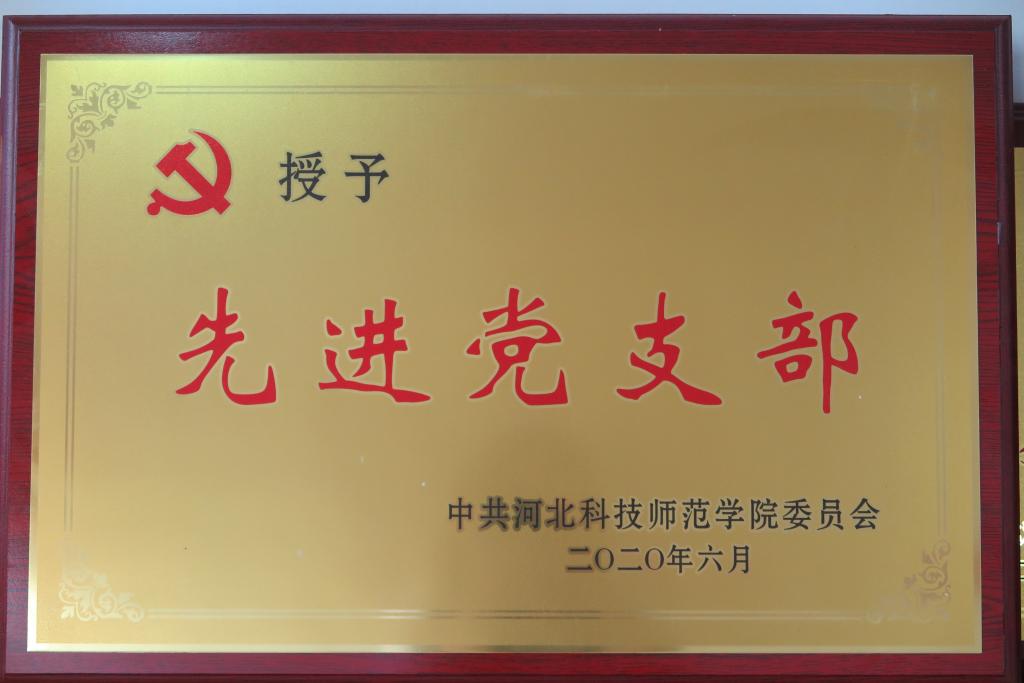 授予
先进党支部
中共河北科技师范学院委员会
二〇二〇年六月